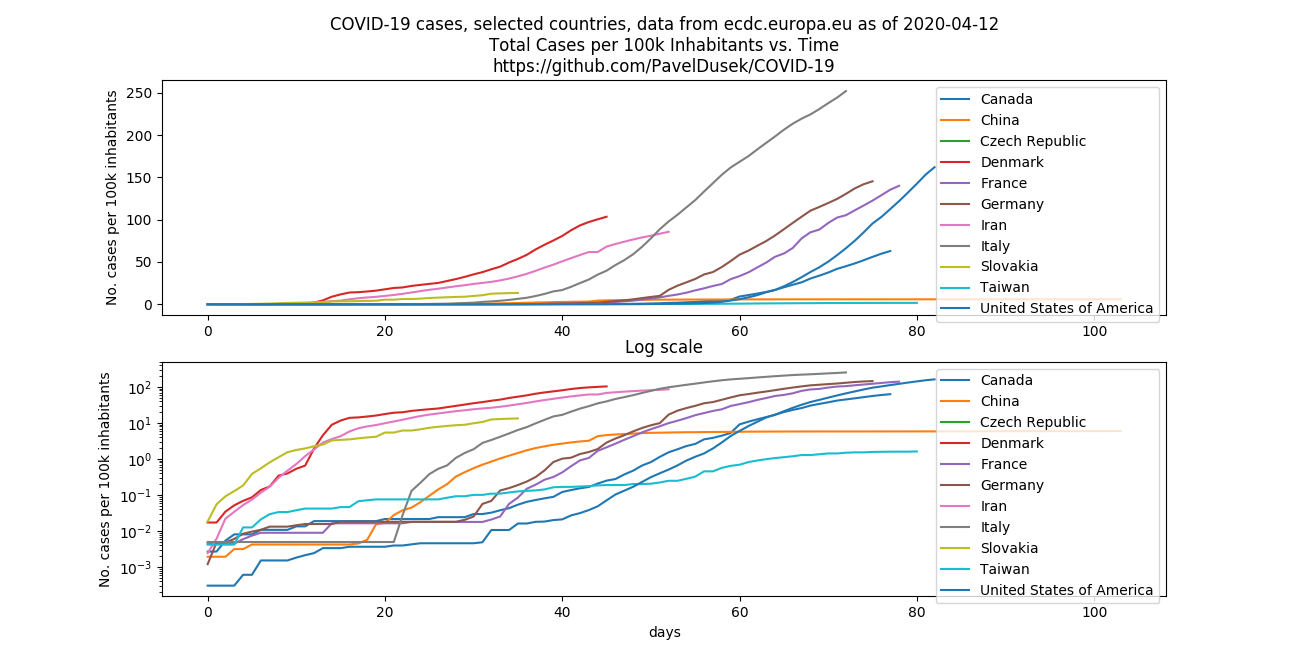 COVID-19 cases, selected countries, data from ecdc.europa.eu as of 2020-04-12
Total Cases per 100k Inhabitants vs. Time
https://github.com/PavelDusek/COVID-19
No. cases per 100k inhabitants
250
200
150
100
50
0
0
20
40
60
80
100
Canada
China
Czech Republic
Denmark
France
Germany
Iran
Italy
Slovakia
Taiwan
United States of America
Log scale
No. cases per 100k inhabitants
10²
10¹
10⁰
10⁻¹
10⁻²
10⁻³
0
20
40
60
80
100
days
Canada
China
Czech Republic
Denmark
France
Germany
Iran
Italy
Slovakia
Taiwan
United States of America